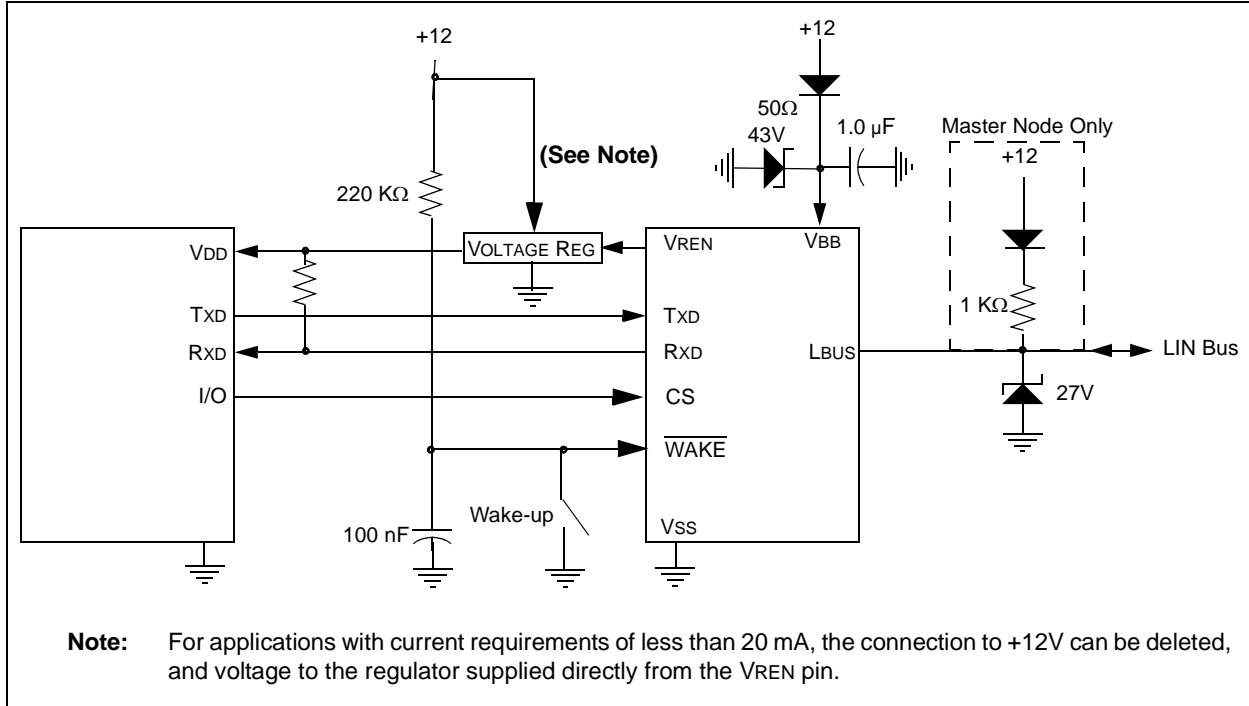 +12
+12
50Ω
43V
1.0 µF
Master Node Only
+12
(See Note)
220 KΩ
VDD
VOLTAGE REG
VREN
VBB
1 KΩ
TXD
TXD
RXD
RXD
LBUS
LIN Bus
I/O
CS
27V
WAKE
Wake-up
100 nF
VSS
Note: For applications with current requirements of less than 20 mA, the connection to +12V can be deleted,
and voltage to the regulator supplied directly from the VREN pin.